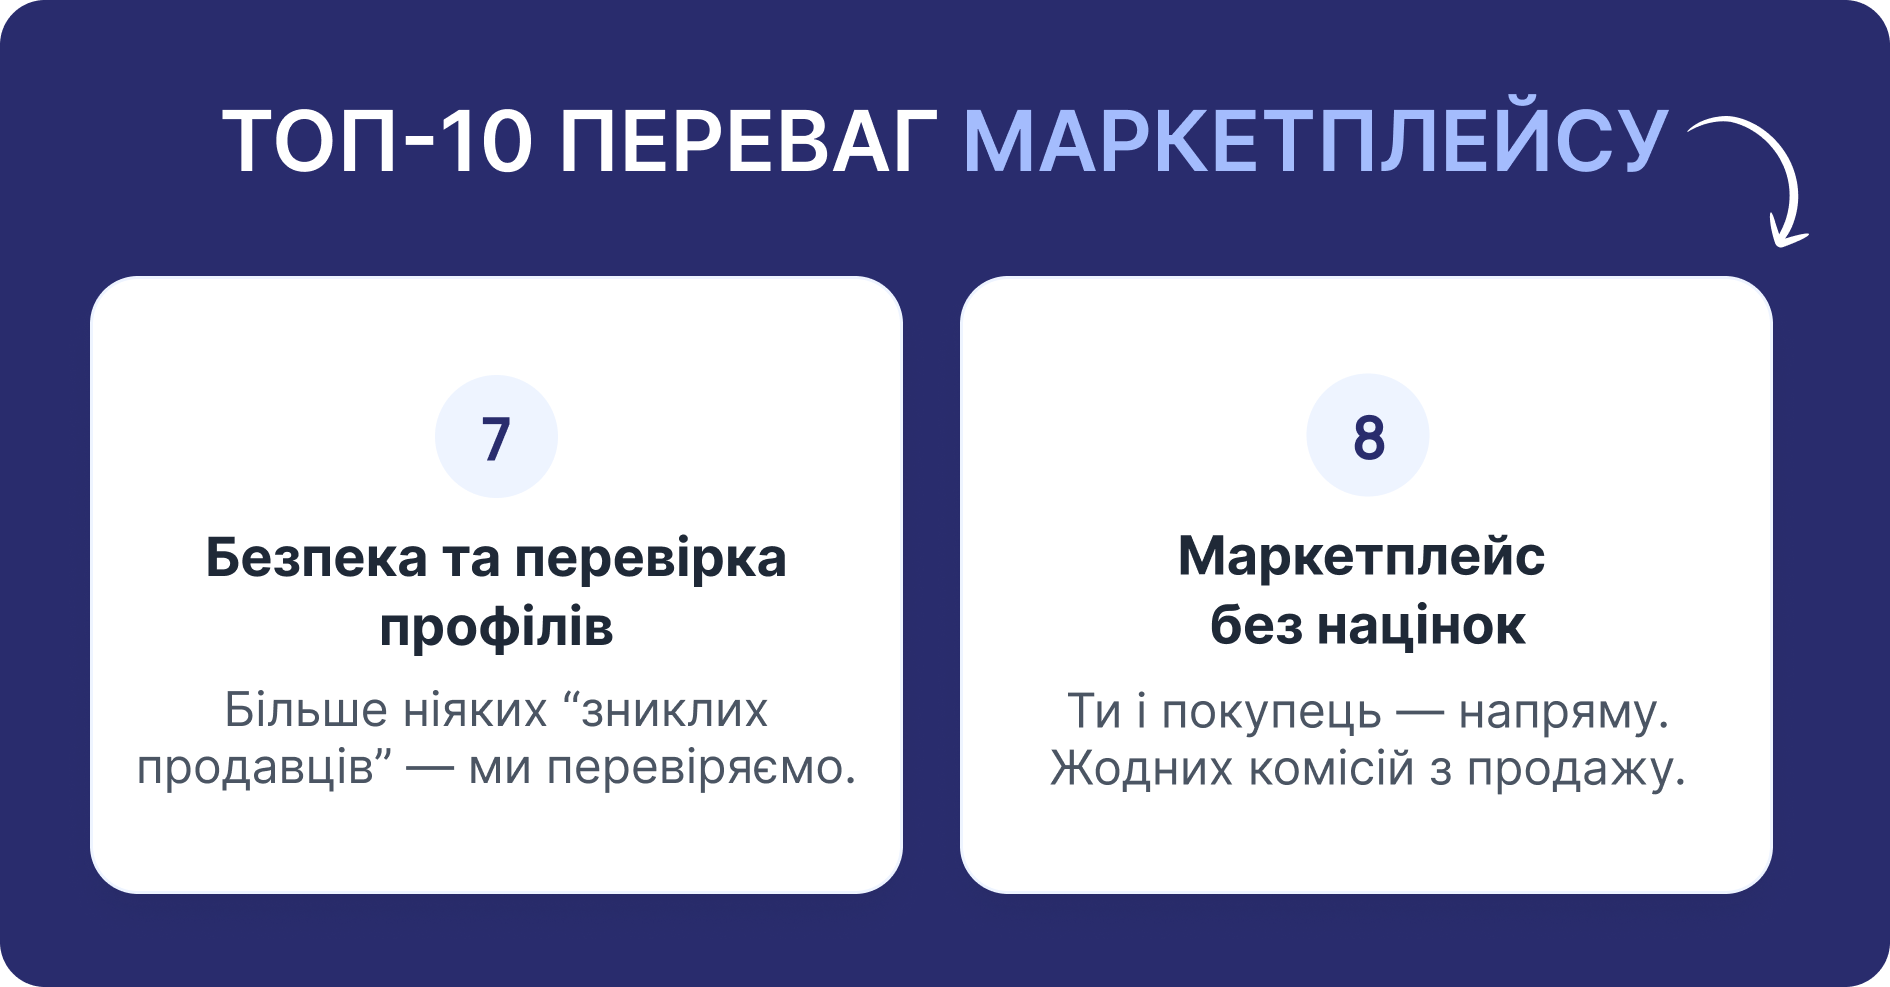 ТОП-10 ПЕРЕВАГ МАРКЕТПЛЕЙСУ
7
Безпека та перевірка
профілів
Більше ніяких “зниклих
продавців” — ми перевіряємо.
8
Маркетплейс
без націнок
Ти і покупець — напряму.
Жодних комісій з продажу.